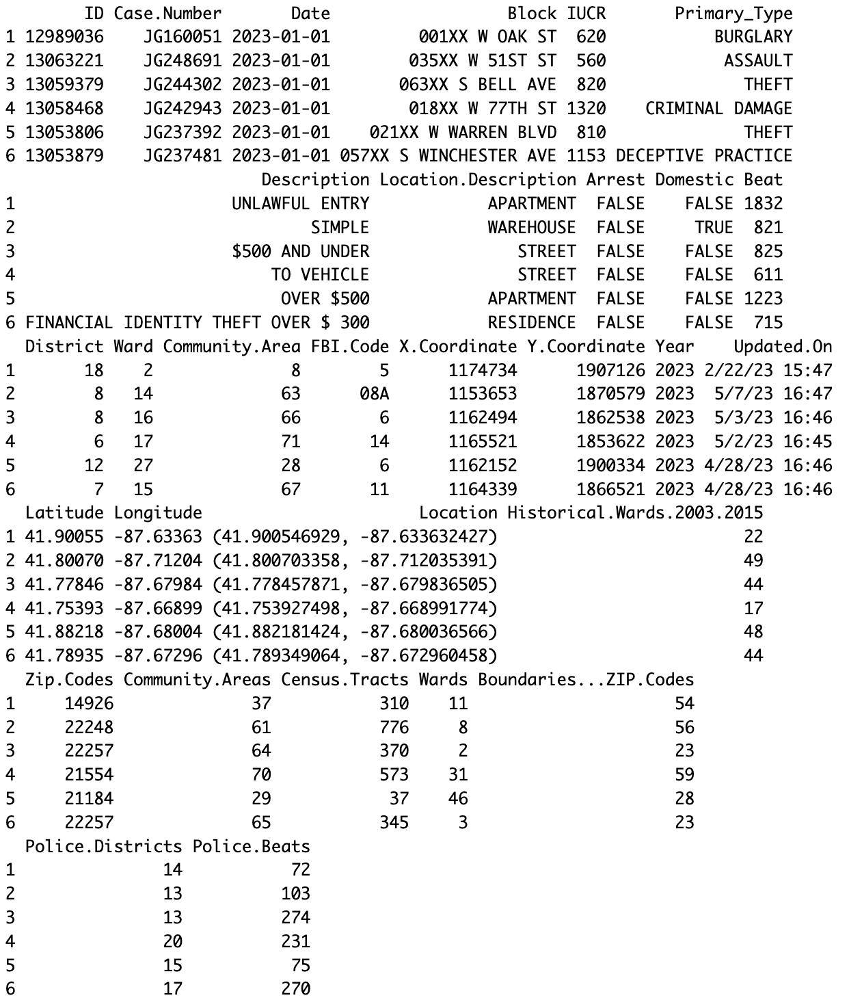 ID Case.Number Date Block IUCR Primary_Type
1 12989036 JG160051 2023-01-01 001XX W OAK ST 620 BURGLARY
2 13063221 JG248691 2023-01-01 035XX W 51ST ST 560 ASSAULT
3 13059379 JG244302 2023-01-01 063XX S BELL AVE 820 THEFT
4 13058468 JG242943 2023-01-01 018XX W 77TH ST 1320 CRIMINAL DAMAGE
5 13053806 JG237392 2023-01-01 021XX W WARREN BLVD 810 THEFT
6 13053879 JG237481 2023-01-01 057XX S WINCHESTER AVE 1153 DECEPTIVE PRACTICE
Description Location.Description Arrest Domestic Beat
1 UNLAWFUL ENTRY APARTMENT FALSE FALSE 1832
2 SIMPLE WAREHOUSE FALSE TRUE 821
3 $500 AND UNDER STREET FALSE FALSE 825
4 TO VEHICLE STREET FALSE FALSE 611
5 OVER $500 APARTMENT FALSE FALSE 1223
6 FINANCIAL IDENTITY THEFT OVER $ 300 RESIDENCE FALSE FALSE 715
District Ward Community.Area FBI.Code X.Coordinate Y.Coordinate Year Updated.On
1 18 2 8 5 1174734 1907126 2023 2/22/23 15:47
2 8 14 63 08A 1153653 1870579 2023 5/7/23 16:47
3 8 16 66 6 1162494 1862538 2023 5/3/23 16:46
4 6 17 71 14 1165521 1853622 2023 5/2/23 16:45
5 12 27 28 6 1162152 1900334 2023 4/28/23 16:46
6 7 15 67 11 1164339 1866521 2023 4/28/23 16:46
Latitude Longitude Location Historical.Wards.2003.2015
1 41.90055 -87.63363 (41.900546929, -87.633632427) 22
2 41.80070 -87.71204 (41.800703358, -87.712035391) 49
3 41.77846 -87.67984 (41.778457871, -87.679836505) 44
4 41.75393 -87.66899 (41.753927498, -87.668991774) 17
5 41.88218 -87.68004 (41.882181424, -87.680036566) 48
6 41.78935 -87.67296 (41.789349064, -87.672960458) 44
Zip.Codes Community.Areas Census.Tracts Wards Boundaries...ZIP.Codes
1 14926 37 310 11 54
2 22248 61 776 8 56
3 22257 64 370 2 23
4 21554 70 573 31 59
5 21184 29 37 46 28
6 22257 65 345 3 23
Police.Districts Police.Beats
1 14 72
2 13 103
3 13 274
4 20 231
5 15 75
6 17 270